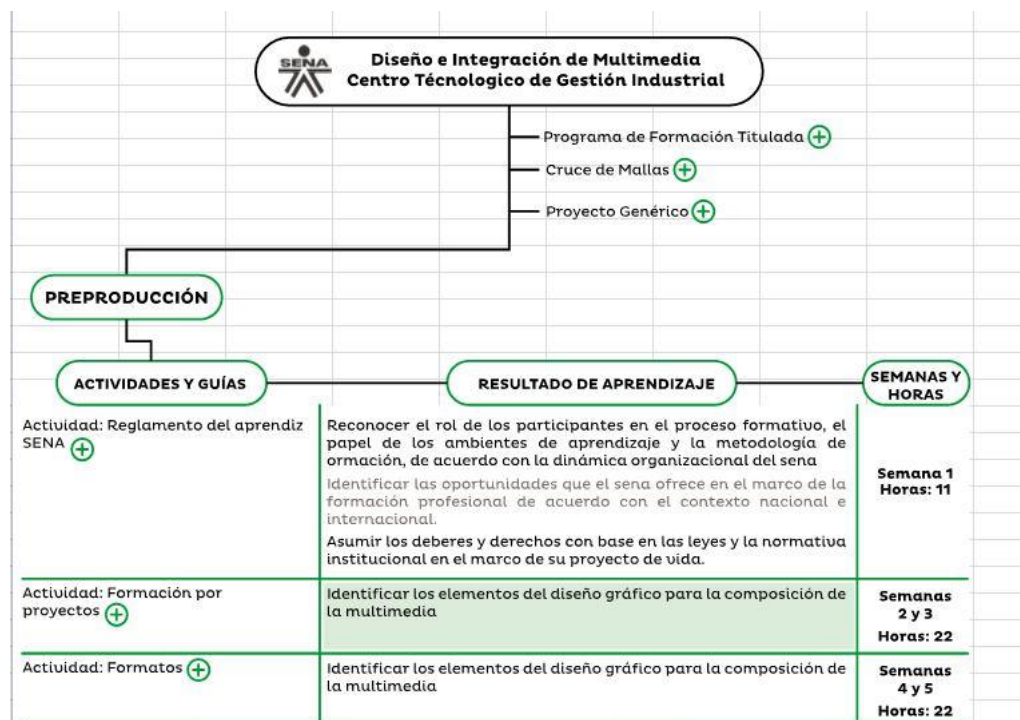 SENA
Diseño e Integración de Multimedia
Centro Técnologico de Gestión Industrial
Programa de Formación Titulada
Cruce de Mallas
Proyecto Genérico
PREPRODUCCIÓN
ACTIVIDADES Y GUÍAS
RESULTADO DE APRENDIZAJE
SEMANAS Y
HORAS
Actividad: Reglamento del aprendiz
SENA
Reconocer el rol de los participantes en el proceso formativo, el
papel de los ambientes de aprendizaje y la metodología de
ormación, de acuerdo con la dinámica organizacional del sena
Identificar las oportunidades que el sena ofrece en el marco de la
formación profesional de acuerdo con el contexto nacional e
internacional.
Asumir los deberes y derechos con base en las leyes y la normativa
institucional en el marco de su proyecto de vida.
Semana 1
Horas: 11
Actividad: Formación por
proyectos
Identificar los elementos del diseño gráfico para la composición de
la multimedia
Semanas
2 y 3
Horas: 22
Actividad: Formatos
Identificar los elementos del diseño gráfico para la composición de
la multimedia
Semanas
4 y 5
Horas: 22